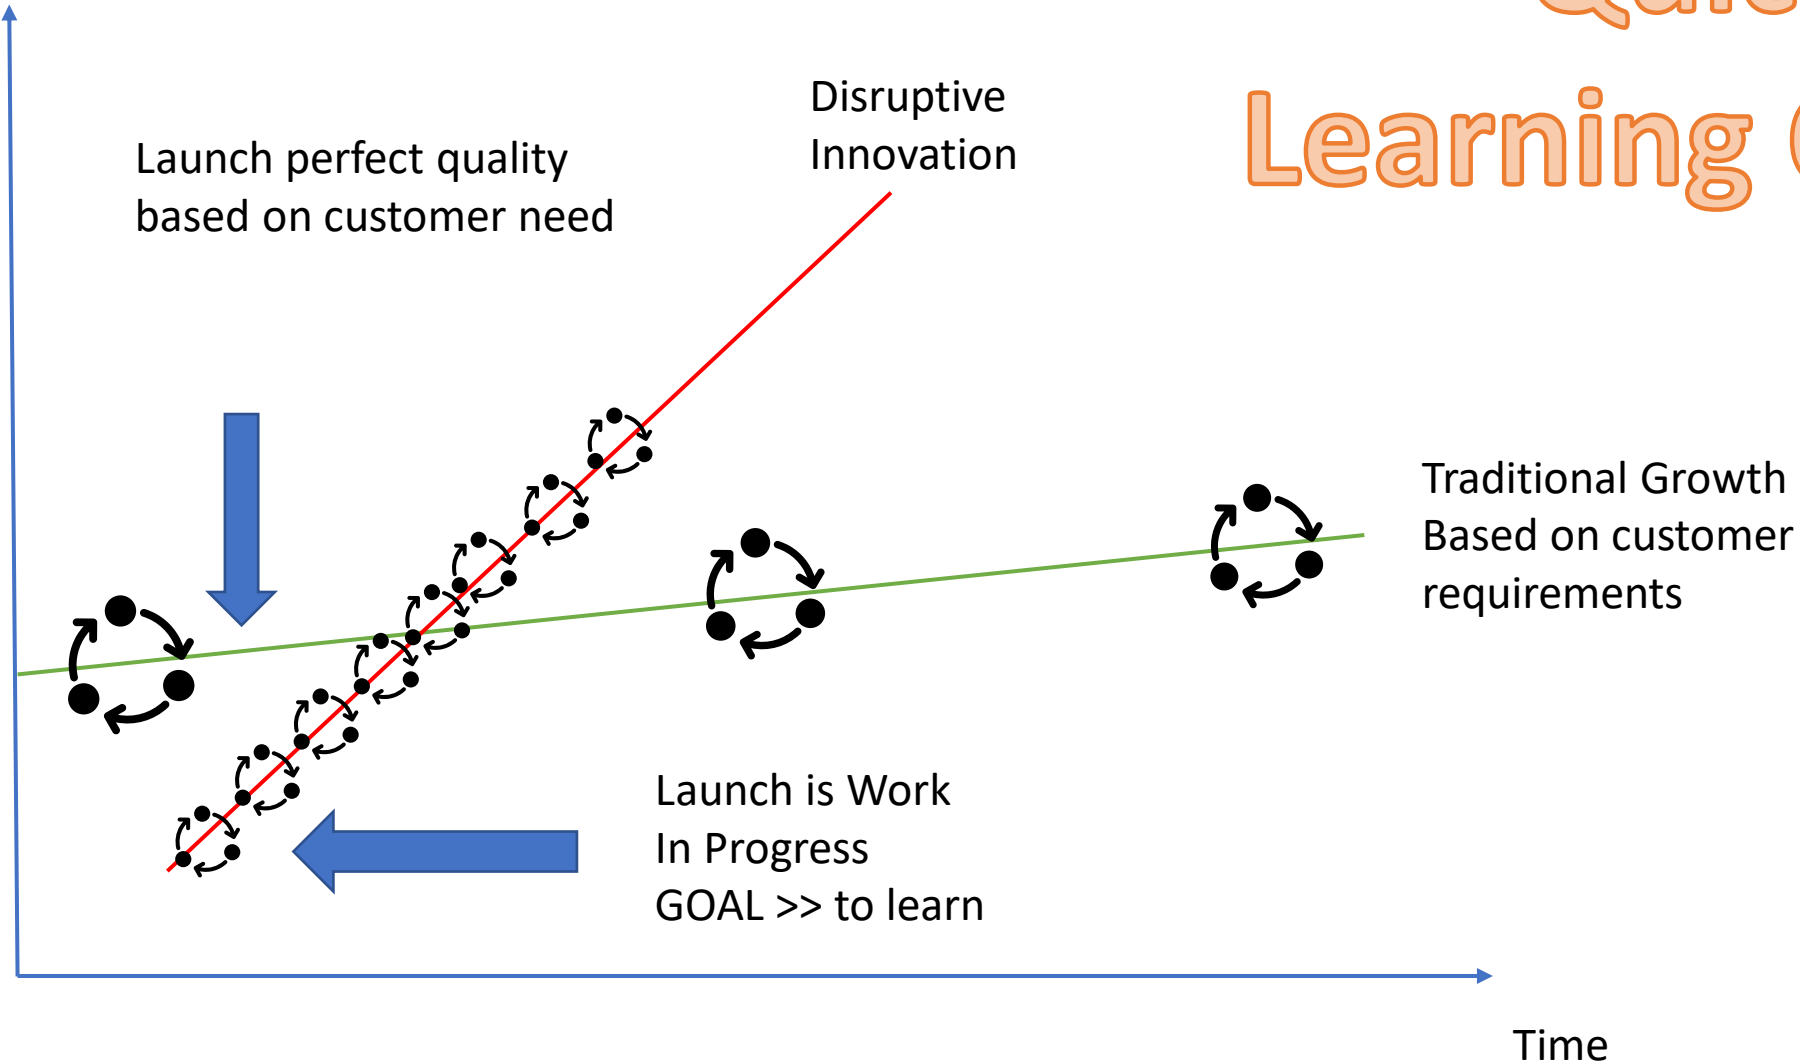 Learning
Disruptive
Innovation
Launch perfect quality
based on customer need
Traditional Growth
Based on customer
requirements
Launch is Work
In Progress
GOAL >> to learn
Time